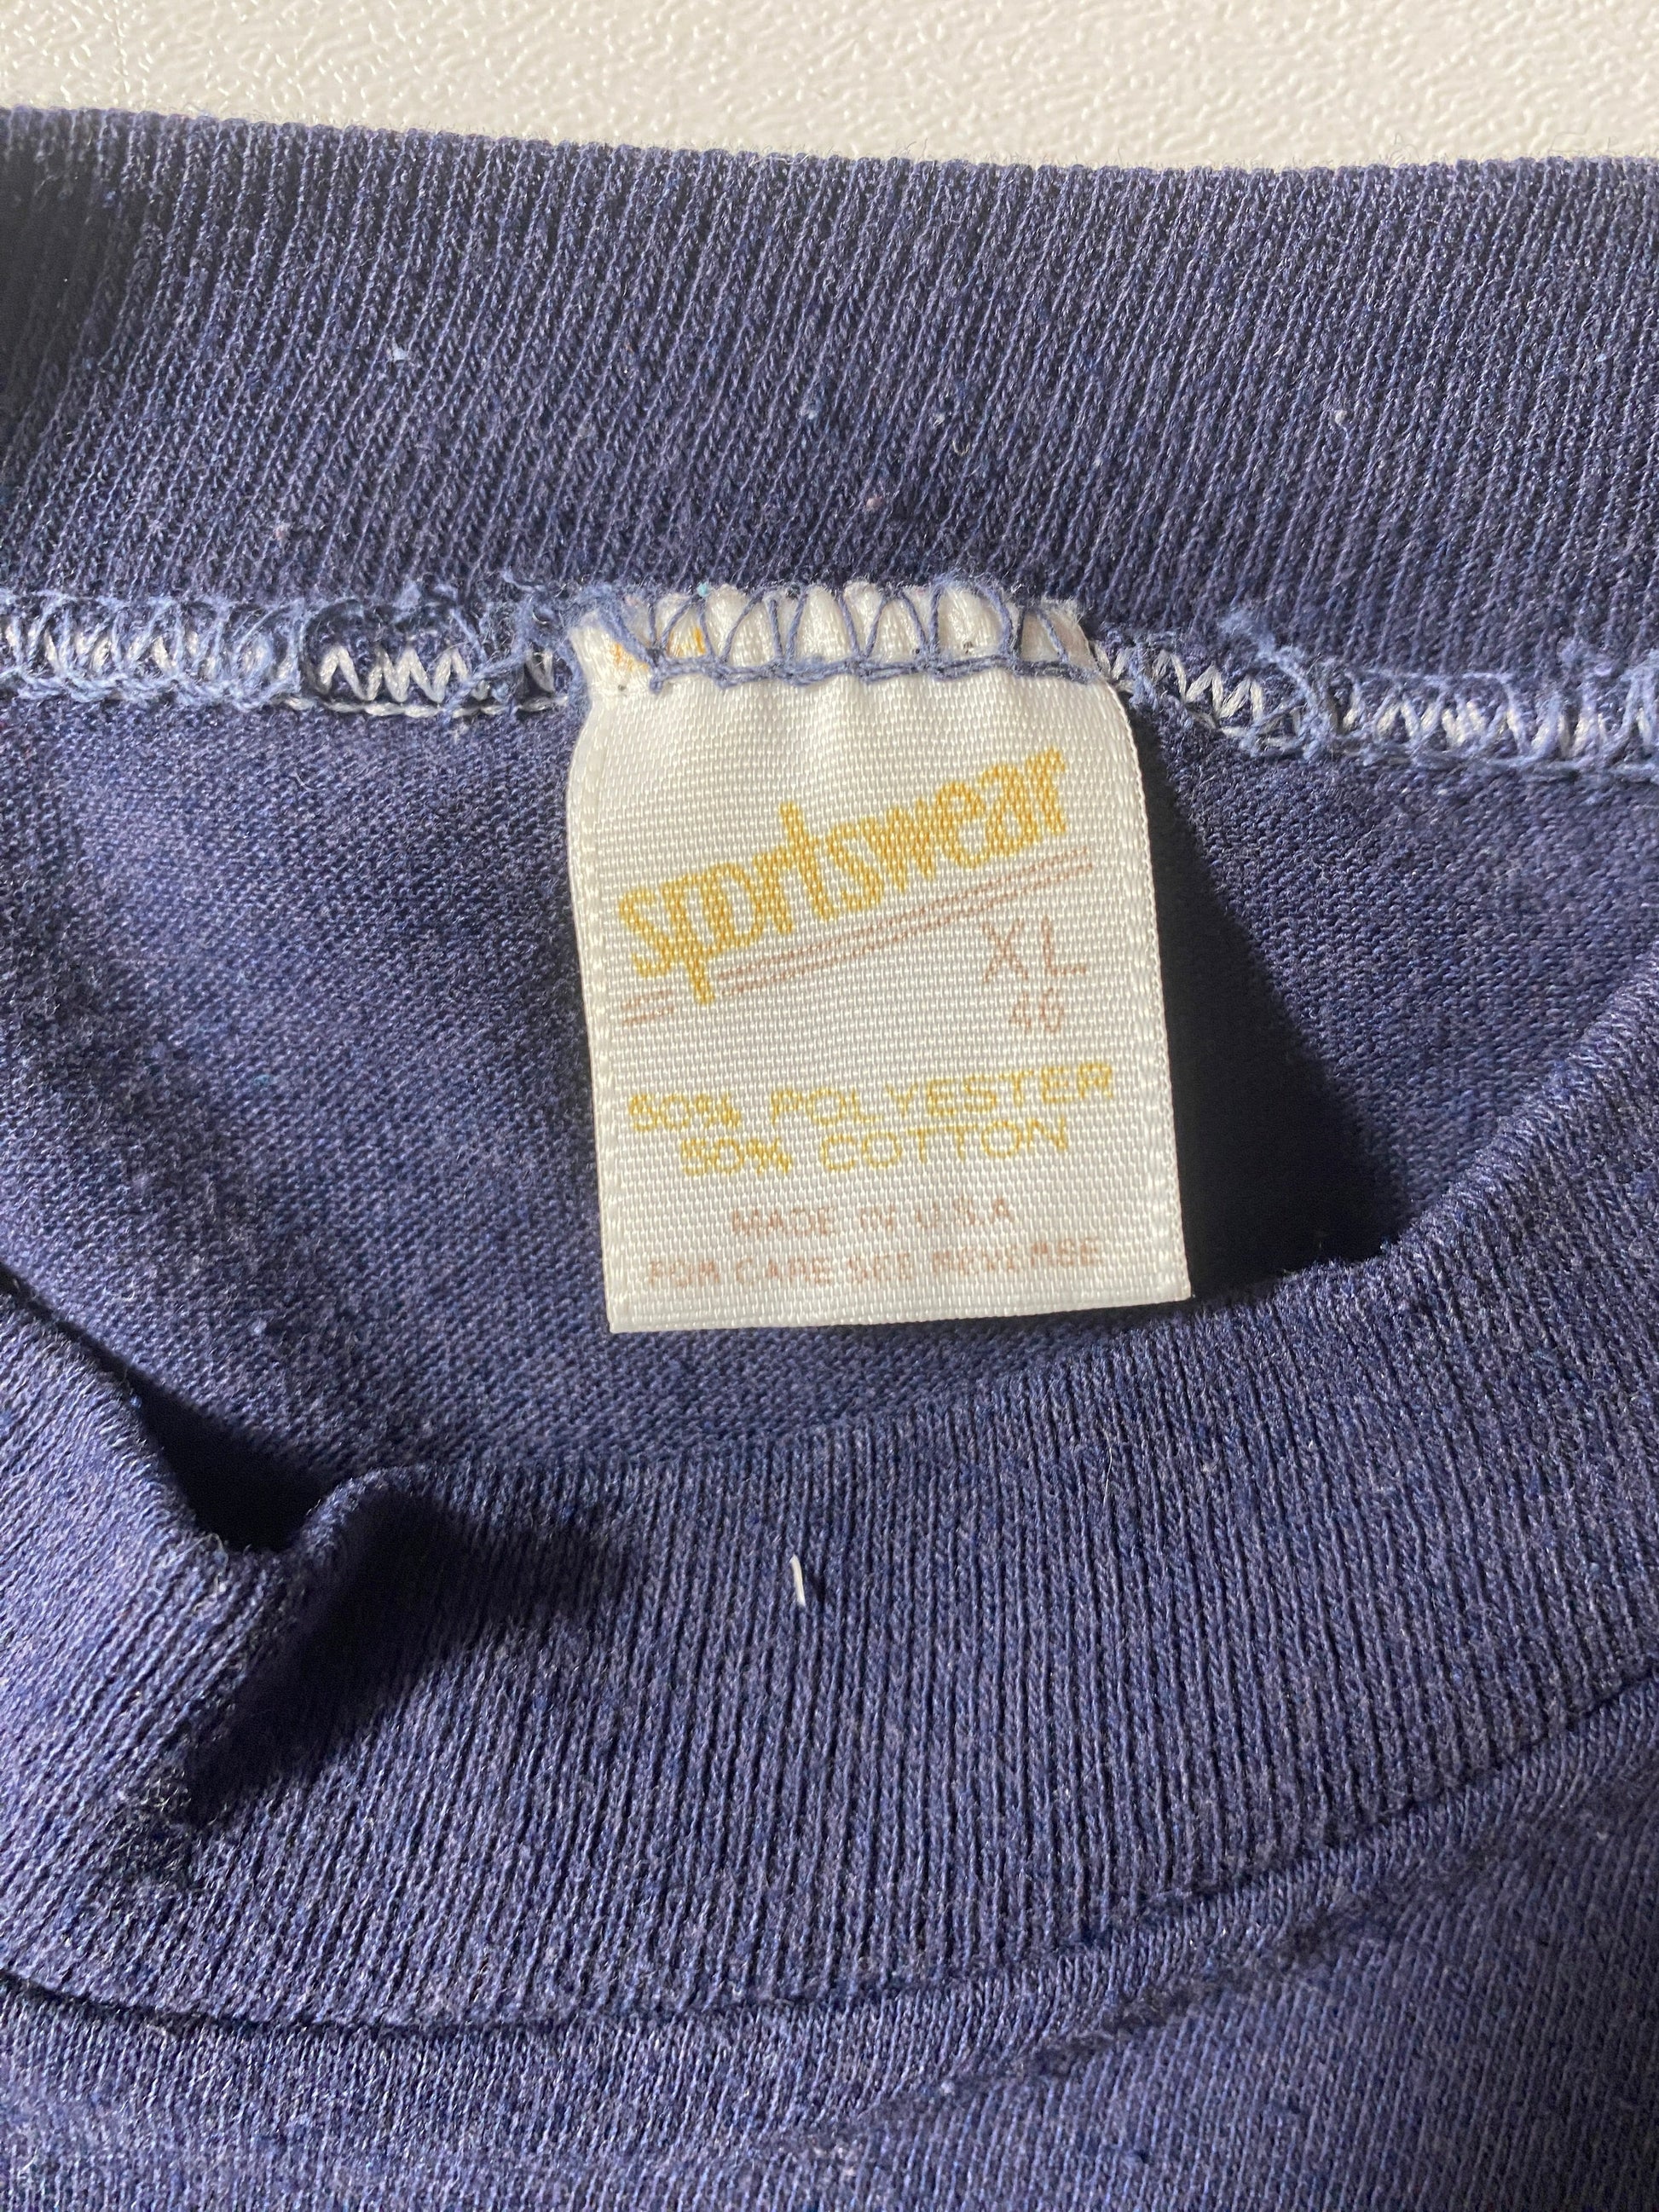 sportswear
XL
46
50% POLYESTER
50% COTTON
MADE IN U.S.A
FOR CARE SEE REVERSE